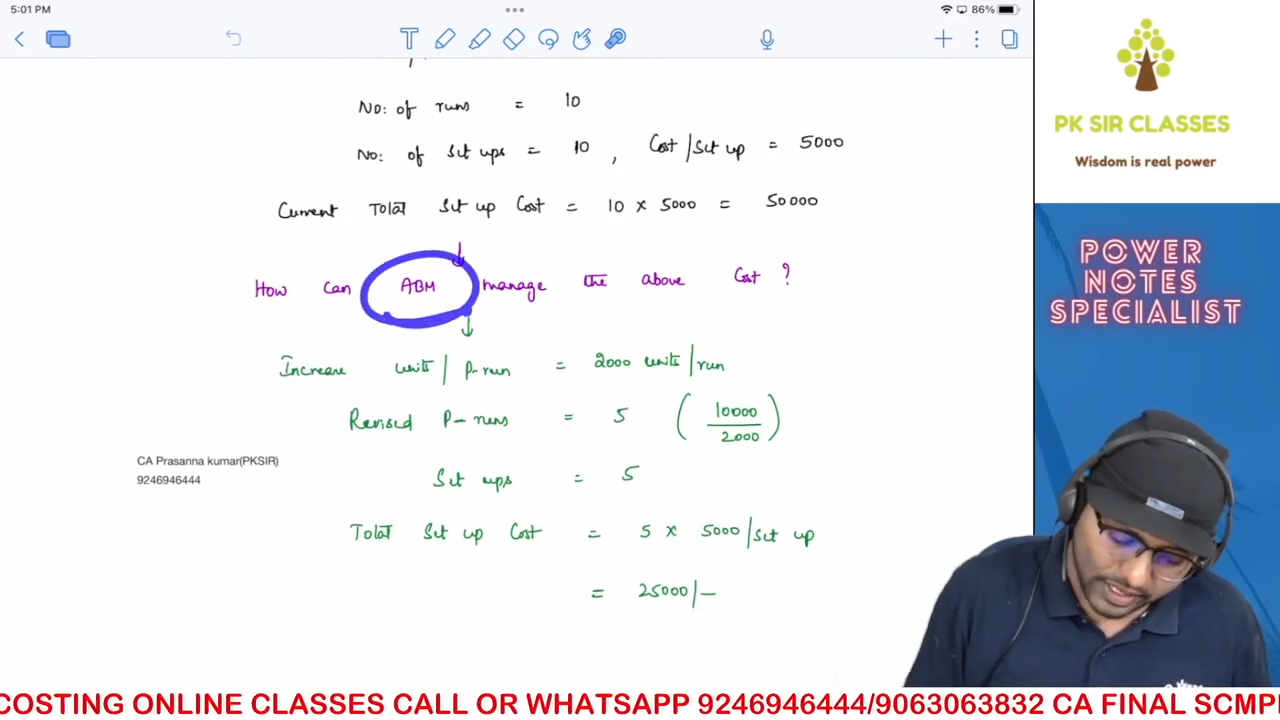 5:01 PM
86%
No: of runs = 10
No: of Set ups = 10 , Cost/Set up = 5000
Current Total Set up Cost = 10 x 5000 = 50000
How can ABM manage the above Cost ?
Increase units/P-run = 2000 units/run
Revised P-runs = 5 (10000/2000)
CA Prasanna kumar(PKSIR)
9246946444
Set ups = 5
Total Set up Cost = 5 x 5000/Set up
= 25000/-
PK SIR CLASSES
Wisdom is real power
POWER
NOTES
SPECIALIST
COSTING ONLINE CLASSES CALL OR WHATSAPP 9246946444/9063063832 CA FINAL SCMP